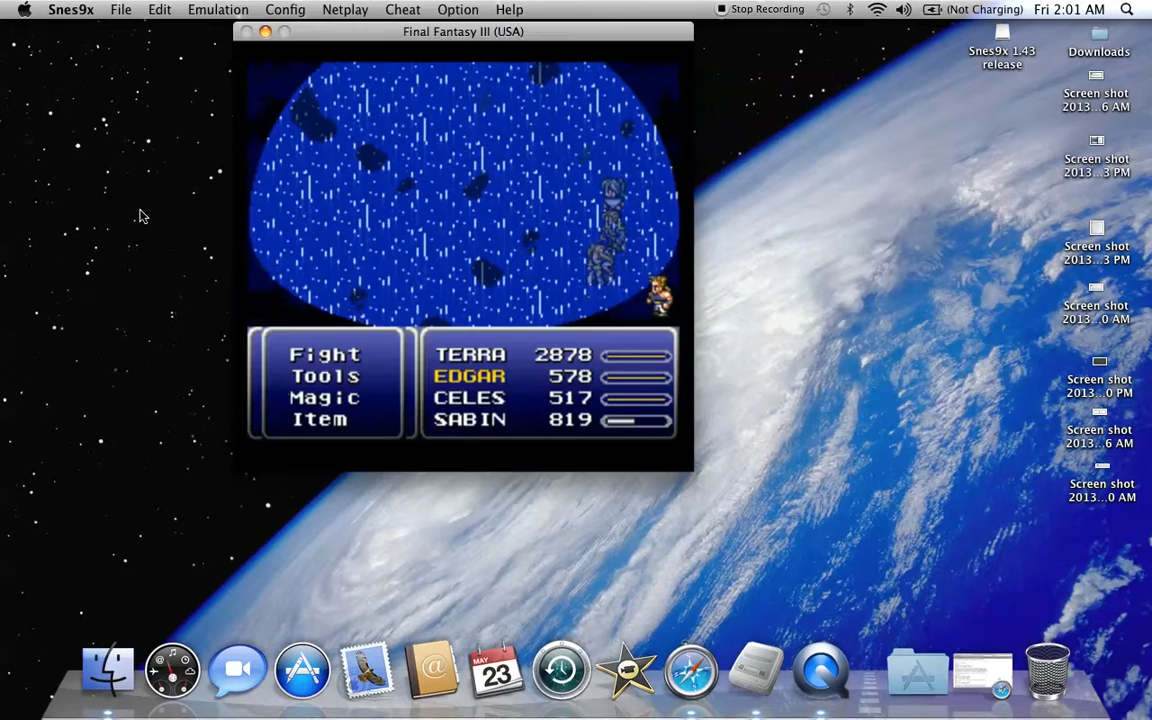 Snes9x File Edit Emulation Config Netplay Cheat Option Help Stop Recording (Not Charging) Fri 2:01 AM
Final Fantasy III (USA)
Snes9x 1.43
release
Downloads
Screen shot
2013...6 AM
Screen shot
2013...3 PM
Screen shot
2013...3 PM
Screen shot
2013...0 AM
Screen shot
2013...0 PM
Screen shot
2013...6 AM
Screen shot
2013...0 AM
Fight
Tools
Magic
Item
TERRA 2878
EDGAR 578
CELES 517
SABIN 819
MAY
23